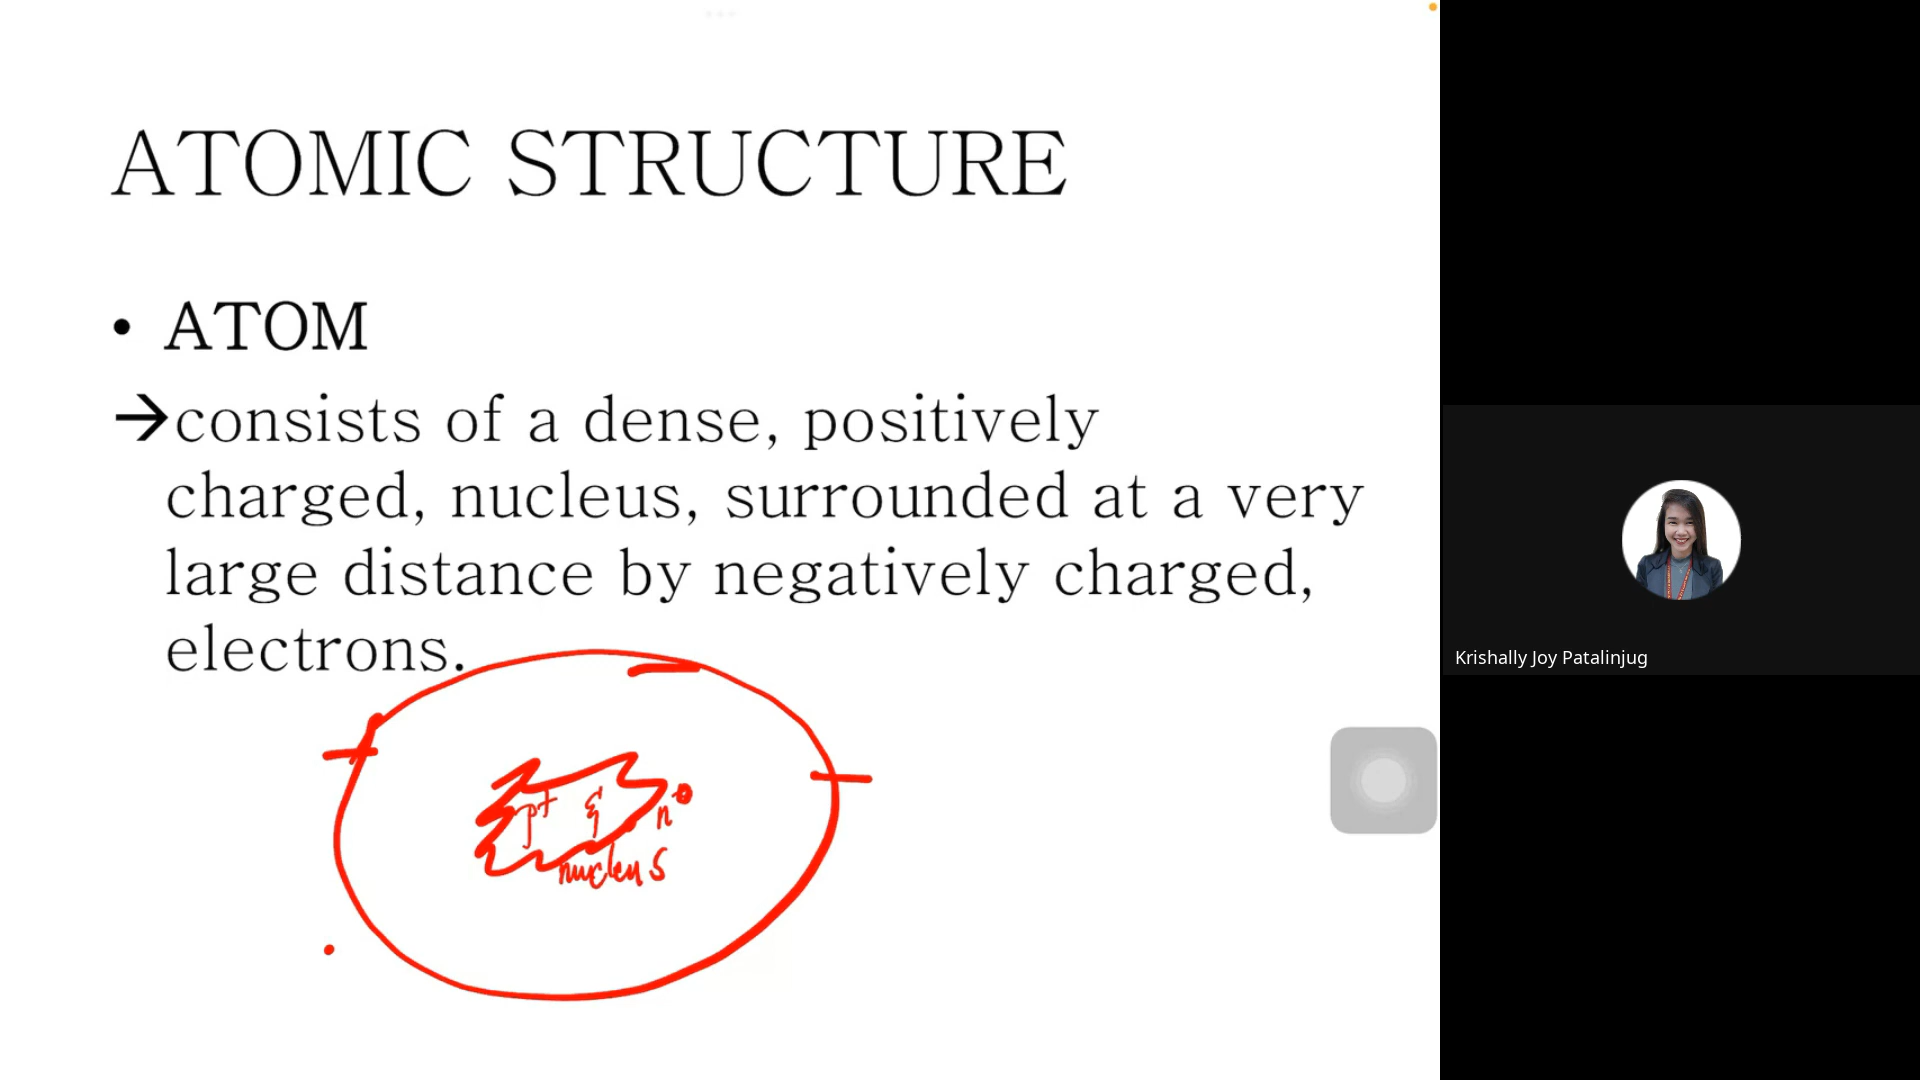 ATOMIC STRUCTURE
• ATOM
→consists of a dense, positively
charged, nucleus, surrounded at a very
large distance by negatively charged,
electrons.
p+ & n°
nucleus
Krishally Joy Patalinjug